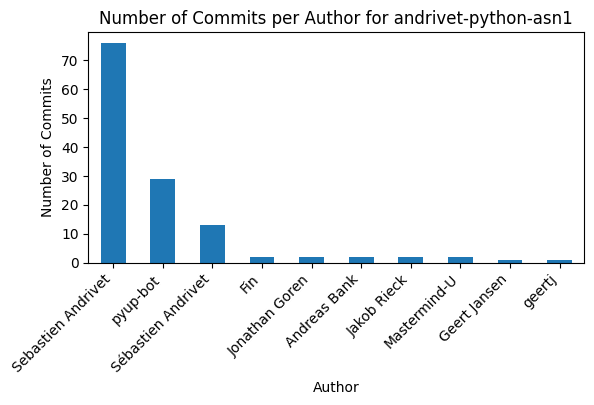 Number of Commits per Author for andrivet-python-asn1
Number of Commits
70
60
50
40
30
20
10
0
Sebastien Andrivet
pyup-bot
Sébastien Andrivet
Fin
Jonathan Goren
Andreas Bank
Jakob Rieck
Mastermind-U
Geert Jansen
geertj
Author